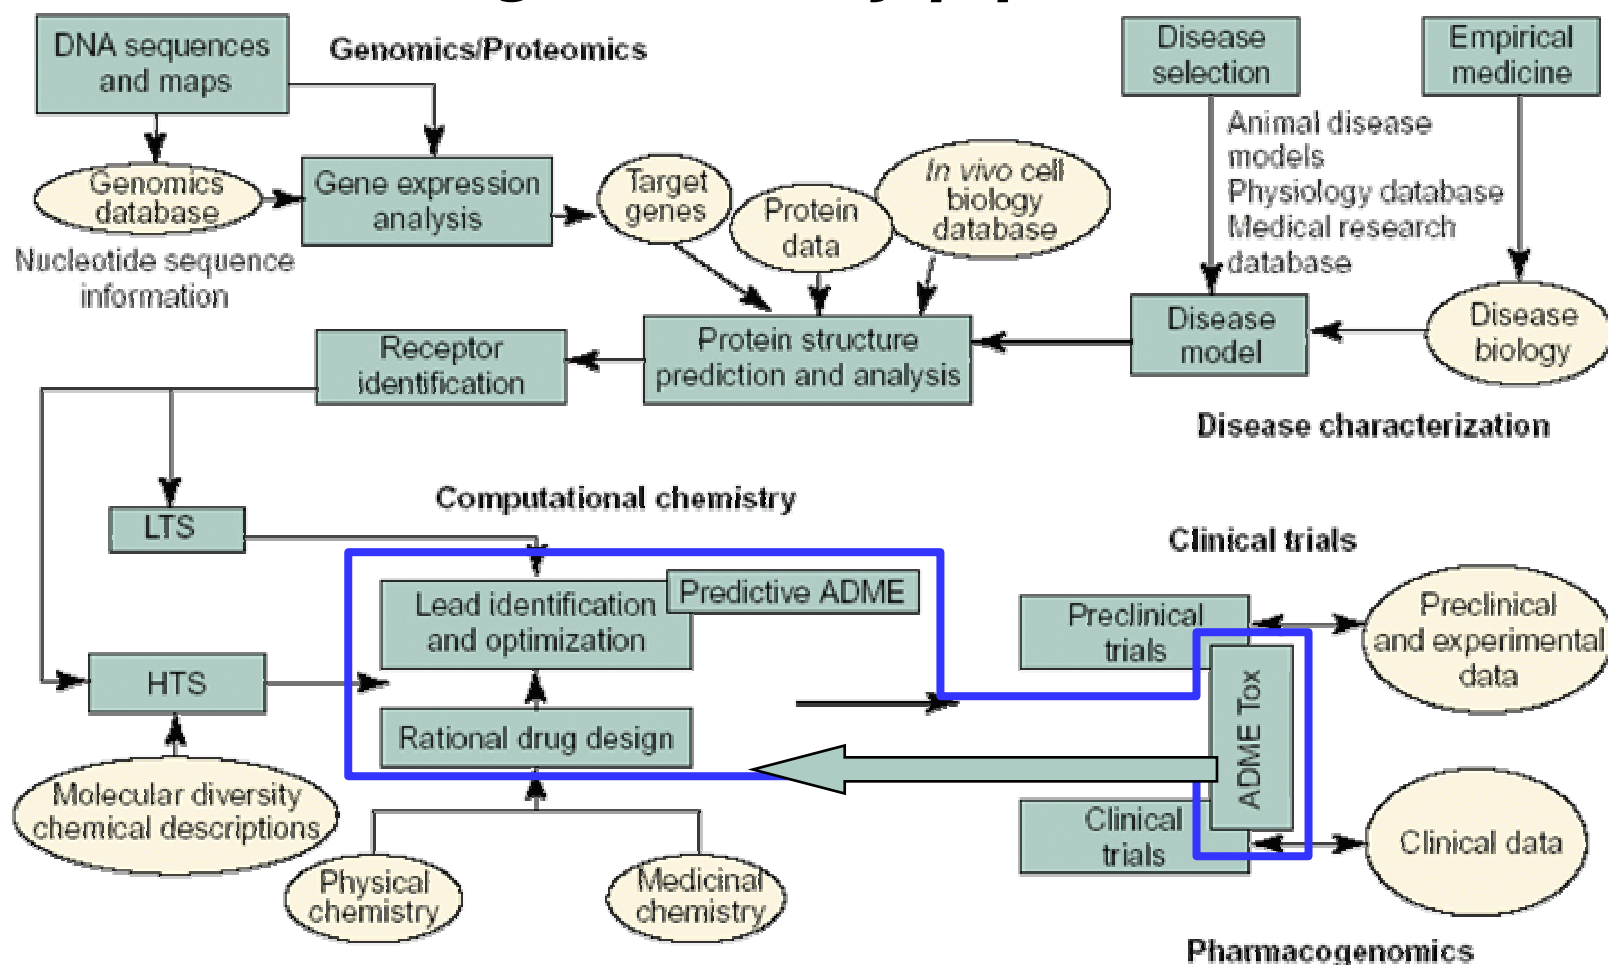 DNA sequences
and maps
Genomics/Proteomics
Disease
selection
Empirical
medicine
Animal disease
models
Physiology database
Medical research
database
Genomics
database
Nucleotide sequence
information
Gene expression
analysis
Target
genes
Protein
data
In vivo cell
biology
database
Receptor
identification
Protein structure
prediction and analysis
Disease
model
Disease
biology
Disease characterization
Computational chemistry
LTS
Lead identification
and optimization
Predictive ADME
HTS
Rational drug design
Molecular diversity
chemical descriptions
Physical
chemistry
Medicinal
chemistry
Clinical trials
Preclinical
trials
Preclinical
and experimental
data
ADME Tox
Clinical
trials
Clinical data
Pharmacogenomics